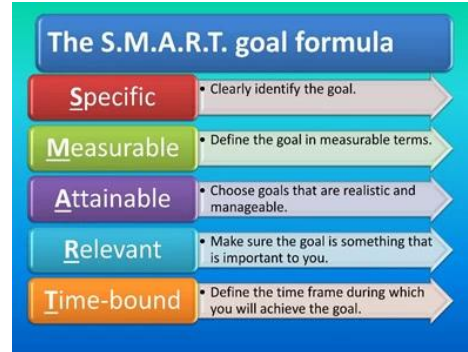 The S.M.A.R.T. goal formula
Specific
• Clearly identify the goal.
Measurable
• Define the goal in measurable terms.
Attainable
• Choose goals that are realistic and
manageable.
Relevant
• Make sure the goal is something that
is important to you.
Time-bound
• Define the time frame during which
you will achieve the goal.